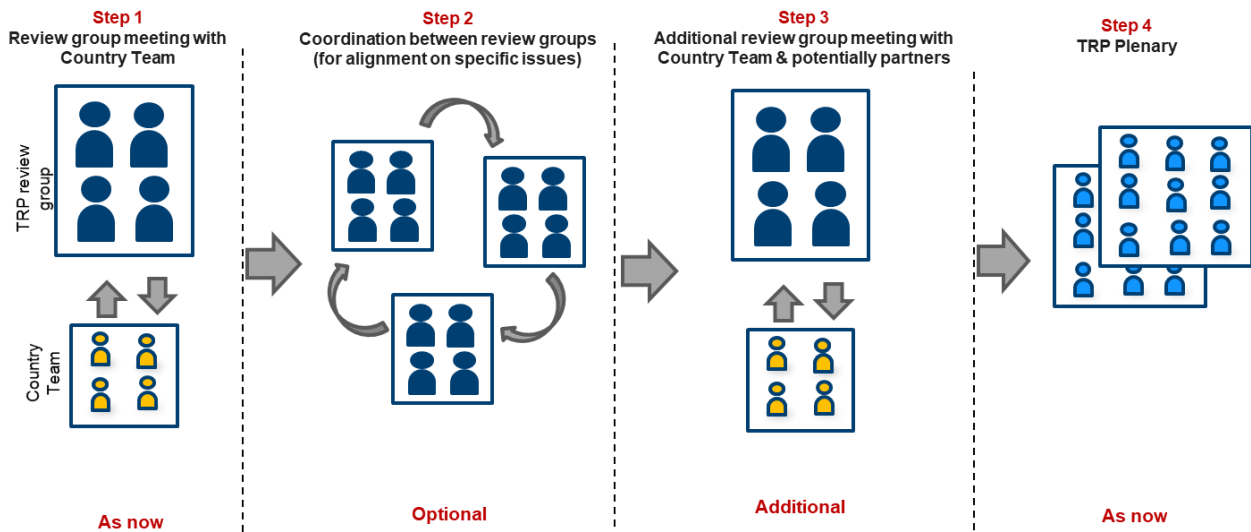 Step 1
Review group meeting with
Country Team
TRP review
group
Country
Team
As now
Step 2
Coordination between review groups
(for alignment on specific issues)
Optional
Step 3
Additional review group meeting with
Country Team & potentially partners
Additional
Step 4
TRP Plenary
As now